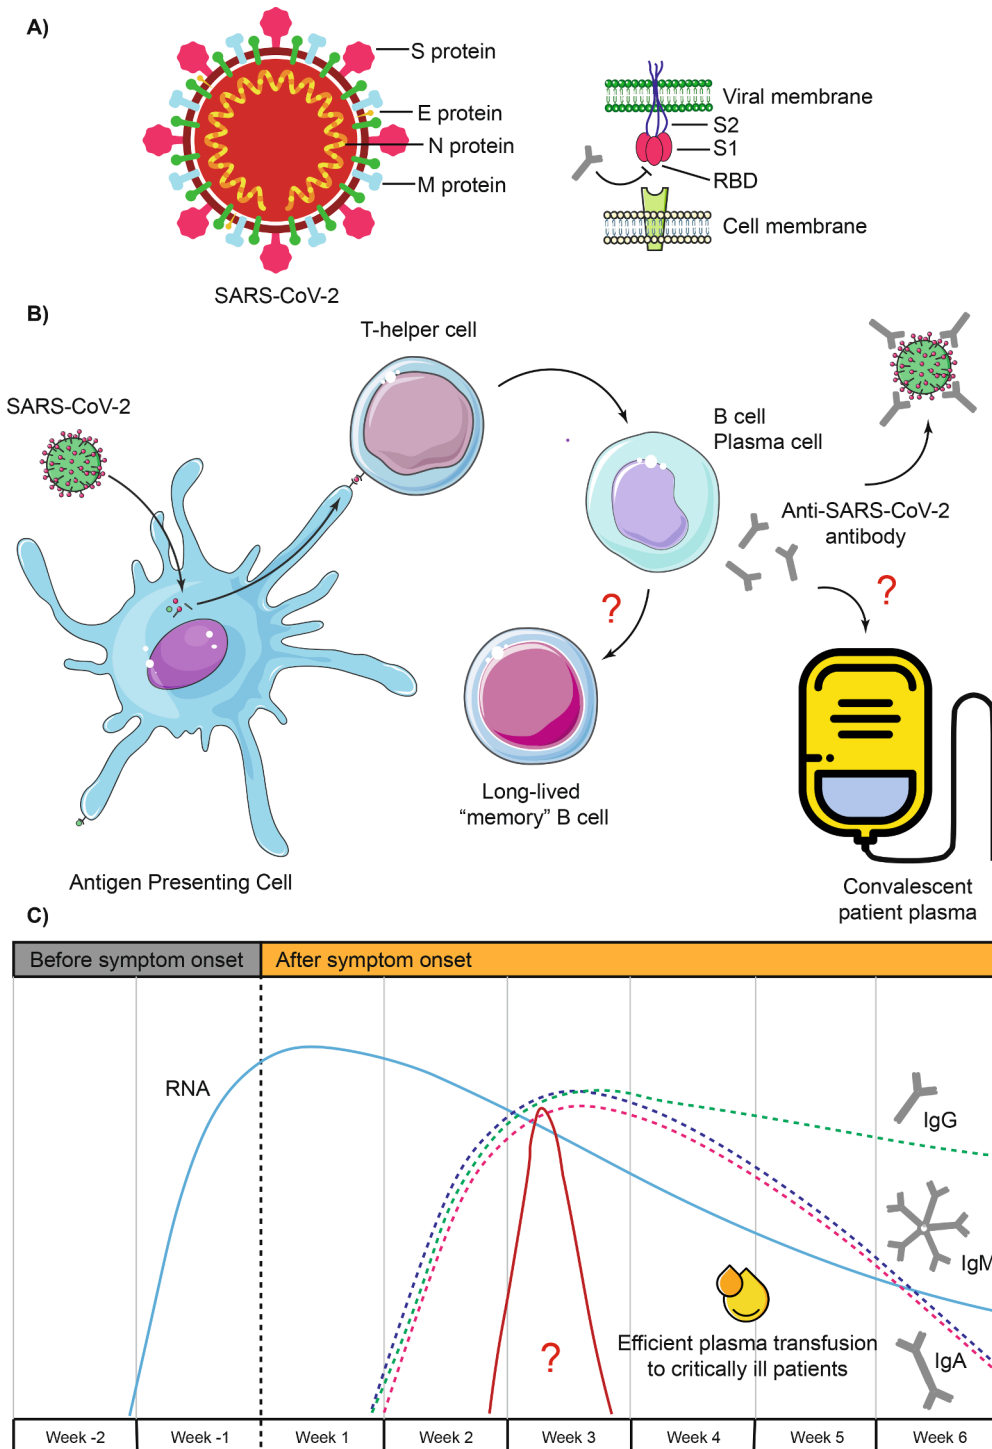 A)
S protein
E protein
N protein
M protein
SARS-CoV-2
Viral membrane
S2
S1
RBD
Cell membrane
B)
T-helper cell
SARS-CoV-2
B cell
Plasma cell
Anti-SARS-CoV-2
antibody
?
?
Long-lived
“memory” B cell
Antigen Presenting Cell
Convalescent
patient plasma
C)
Before symptom onset
After symptom onset
RNA
IgG
IgM
IgA
?
Efficient plasma transfusion
to critically ill patients
Week -2
Week -1
Week 1
Week 2
Week 3
Week 4
Week 5
Week 6